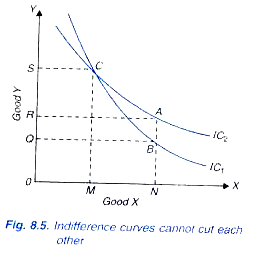 Y
S
C
Good Y
R
A
Q
B
IC2
IC1
0
M
N
X
Good X
Fig. 8.5. Indifference curves cannot cut each
other